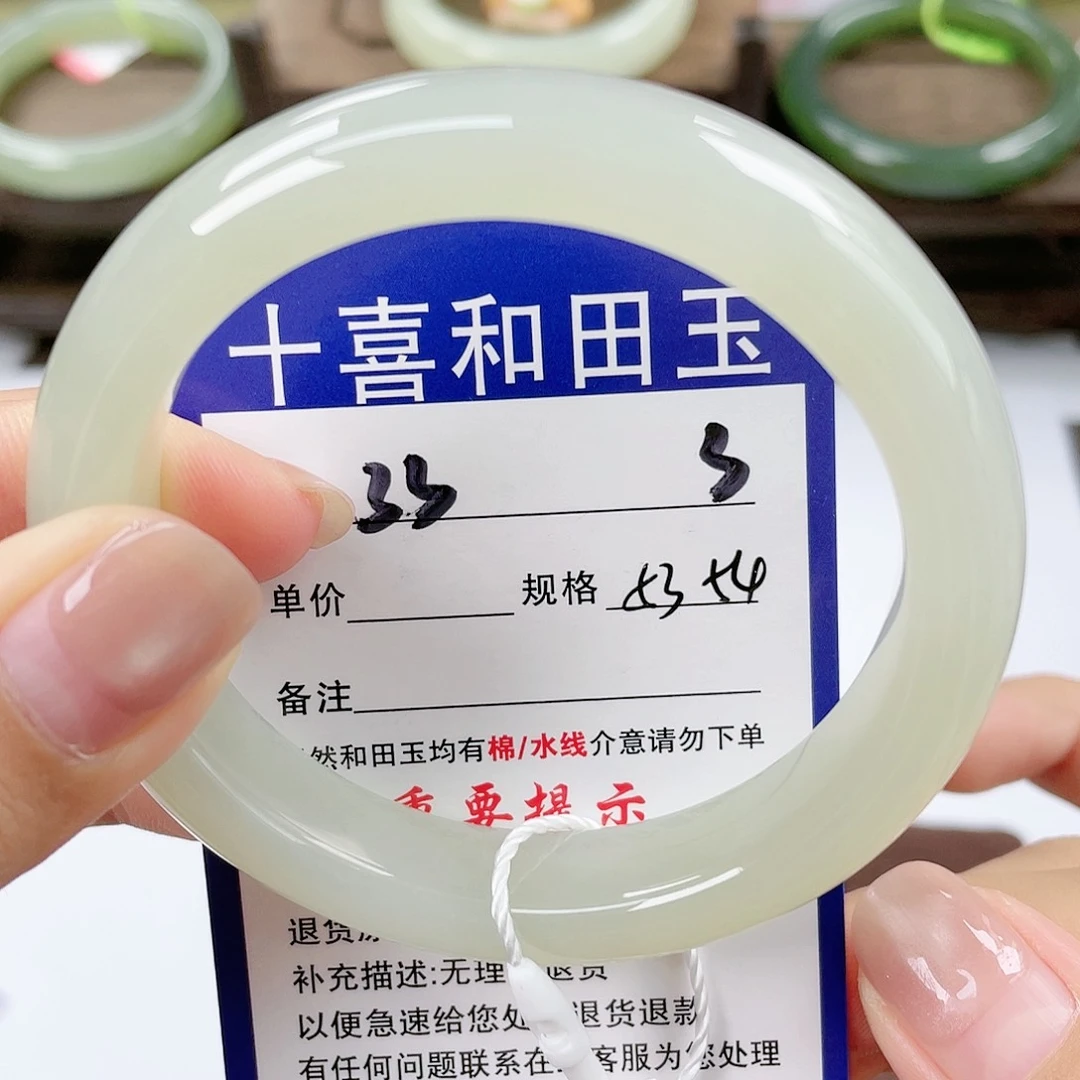 十喜和田玉
33 3
单价 规格 53 54
备注
然和田玉均有棉/水线介意请勿下单
重要提示
退货
补充描述:无理 退货
以便急速给您处 退货退款
有任何问题联系在 客服为您处理